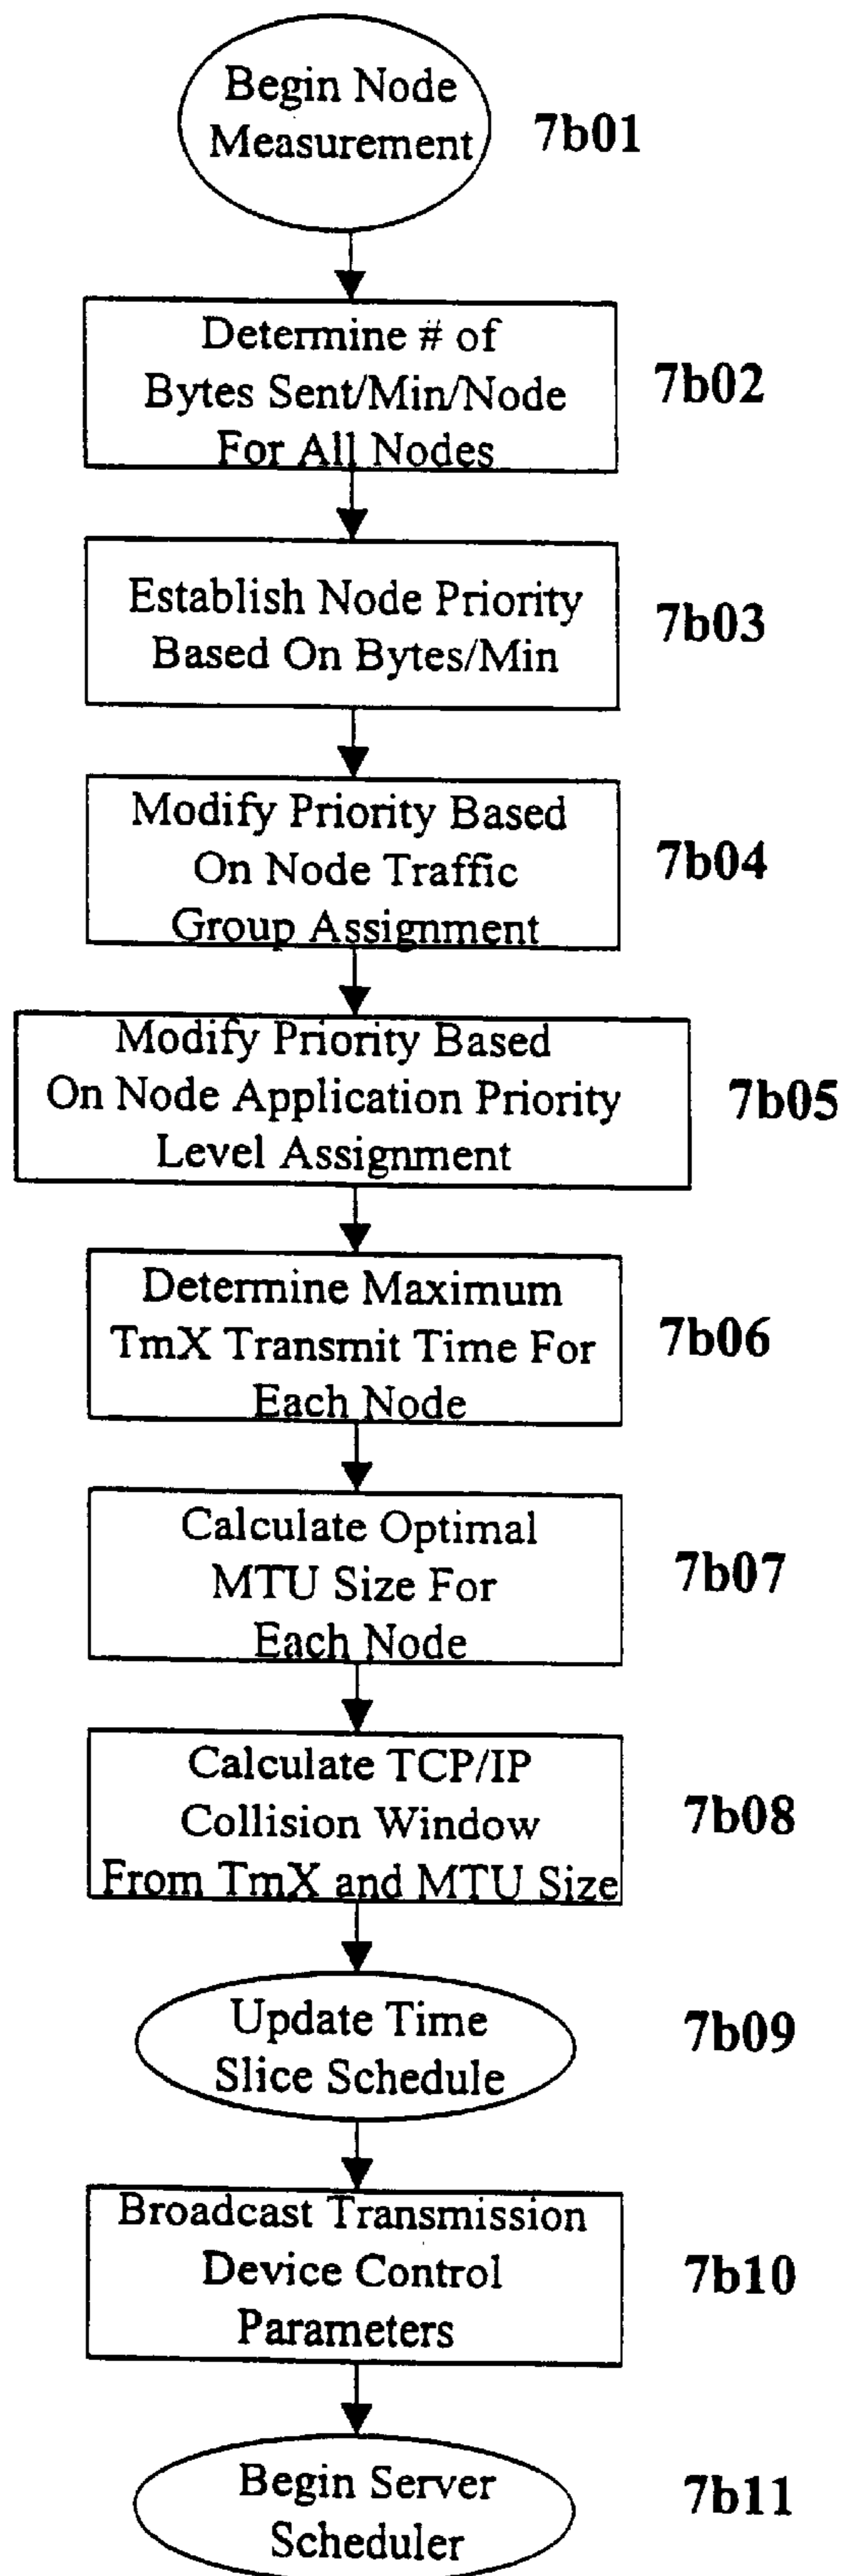 Begin Node
Measurement
7b01
Determine # of
Bytes Sent/Min/Node
For All Nodes
7b02
Establish Node Priority
Based On Bytes/Min
7b03
Modify Priority Based
On Node Traffic
Group Assignment
7b04
Modify Priority Based
On Node Application Priority
Level Assignment
7b05
Determine Maximum
TmX Transmit Time For
Each Node
7b06
Calculate Optimal
MTU Size For
Each Node
7b07
Calculate TCP/IP
Collision Window
From TmX and MTU Size
7b08
Update Time
Slice Schedule
7b09
Broadcast Transmission
Device Control
Parameters
7b10
Begin Server
Scheduler
7b11